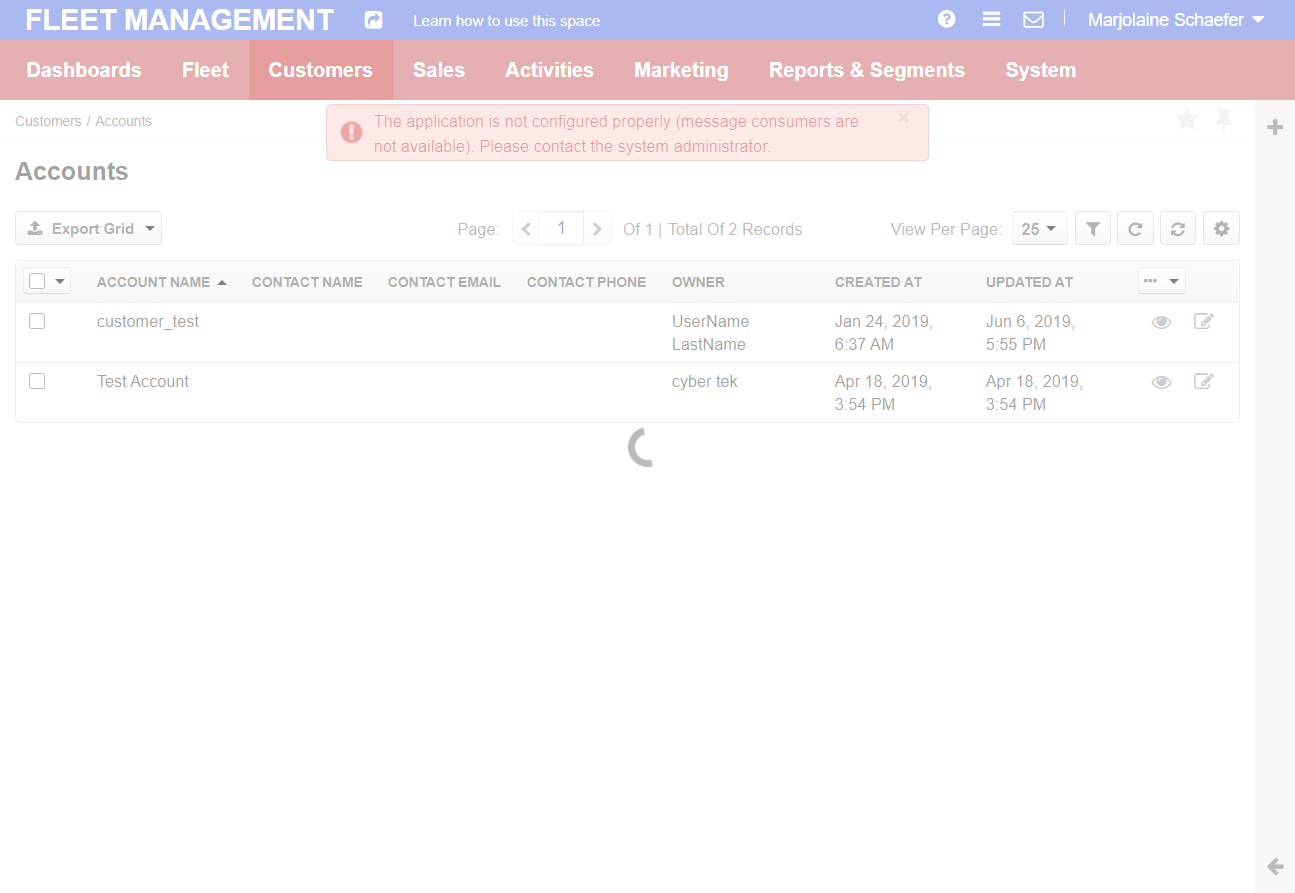 FLEET MANAGEMENT Learn how to use this space Marjolaine Schaefer
Dashboards Fleet Customers Sales Activities Marketing Reports & Segments System
Customers / Accounts
The application is not configured properly (message consumers are
not available). Please contact the system administrator.
Accounts
Export Grid Page: 1 Of 1 | Total Of 2 Records View Per Page: 25
ACCOUNT NAME CONTACT NAME CONTACT EMAIL CONTACT PHONE OWNER CREATED AT UPDATED AT
customer_test UserName Jan 24, 2019, Jun 6, 2019,
LastName 6:37 AM 5:55 PM
Test Account cyber tek Apr 18, 2019, Apr 18, 2019,
3:54 PM 3:54 PM